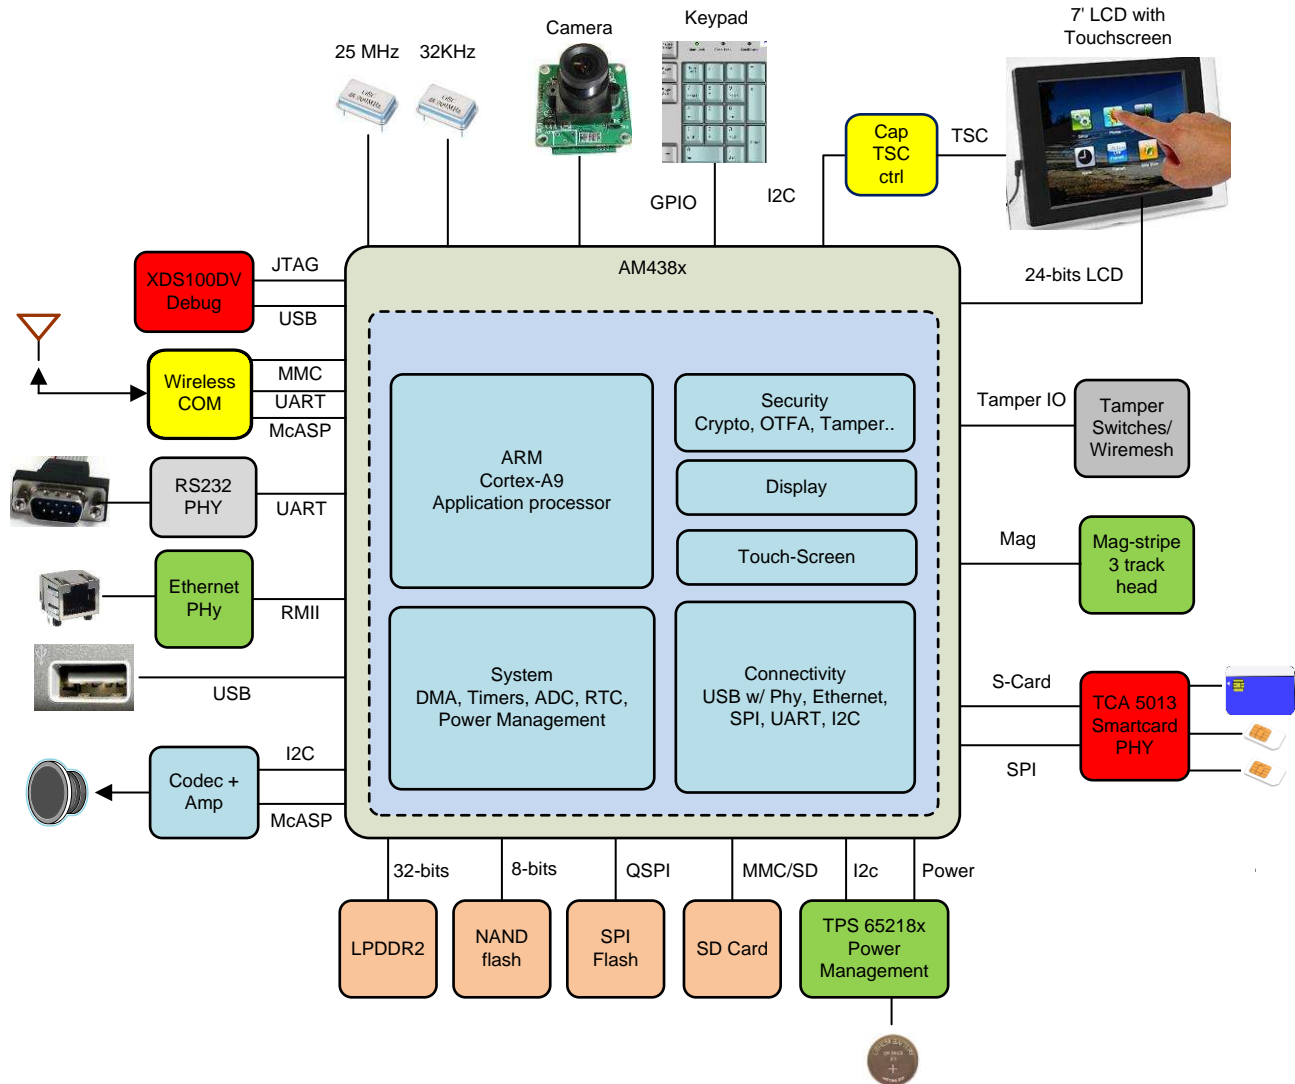 25 MHz
32KHz
Camera
Keypad
7' LCD with
Touchscreen
Cap
TSC
ctrl
TSC
GPIO
I2C
24-bits LCD
AM438x
XDS100DV
Debug
JTAG
USB
Wireless
COM
MMC
UART
McASP
RS232
PHY
UART
Ethernet
PHy
RMII
USB
Codec +
Amp
I2C
McASP
ARM
Cortex-A9
Application processor
Security
Crypto, OTFA, Tamper..
Display
Touch-Screen
System
DMA, Timers, ADC, RTC,
Power Management
Connectivity
USB w/ Phy, Ethernet,
SPI, UART, I2C
Tamper IO
Tamper
Switches/
Wiremesh
Mag
Mag-stripe
3 track
head
S-Card
SPI
TCA 5013
Smartcard
PHY
32-bits
8-bits
QSPI
MMC/SD
I2c
Power
LPDDR2
NAND
flash
SPI
Flash
SD Card
TPS 65218x
Power
Management